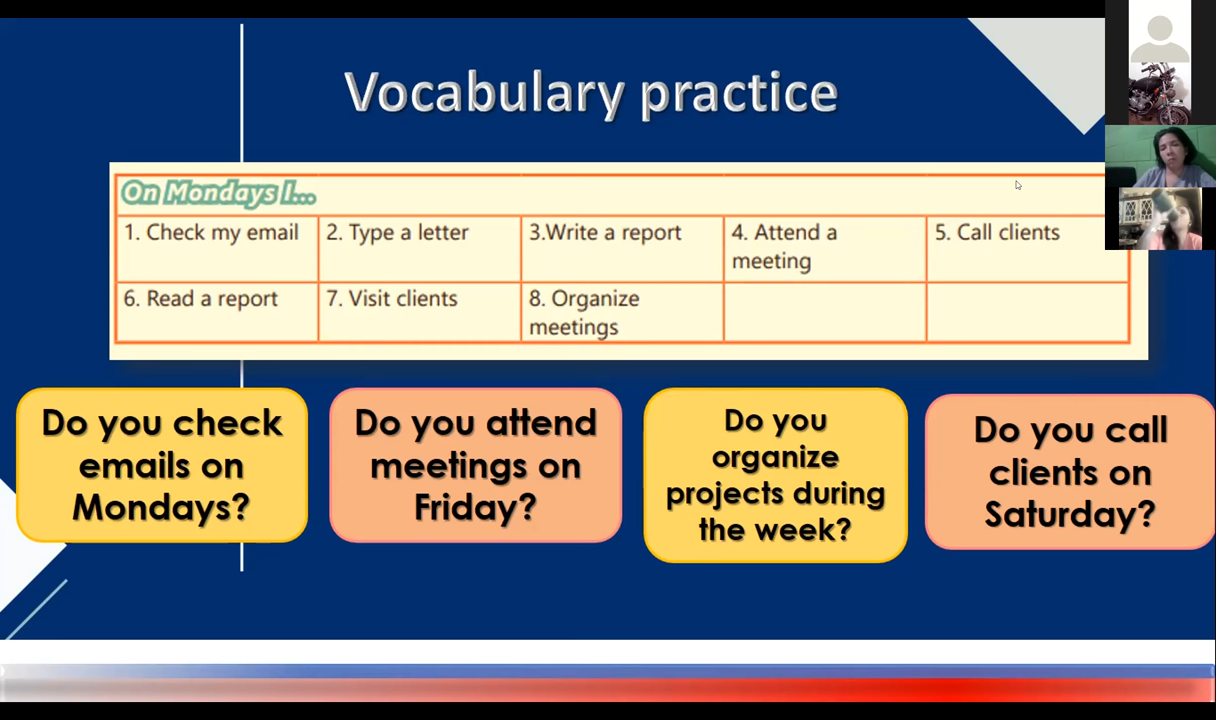 Vocabulary practice
On Mondays I...
1. Check my email
2. Type a letter
3.Write a report
4. Attend a
meeting
5. Call clients
6. Read a report
7. Visit clients
8. Organize
meetings
Do you check
emails on
Mondays?
Do you attend
meetings on
Friday?
Do you
organize
projects during
the week?
Do you call
clients on
Saturday?